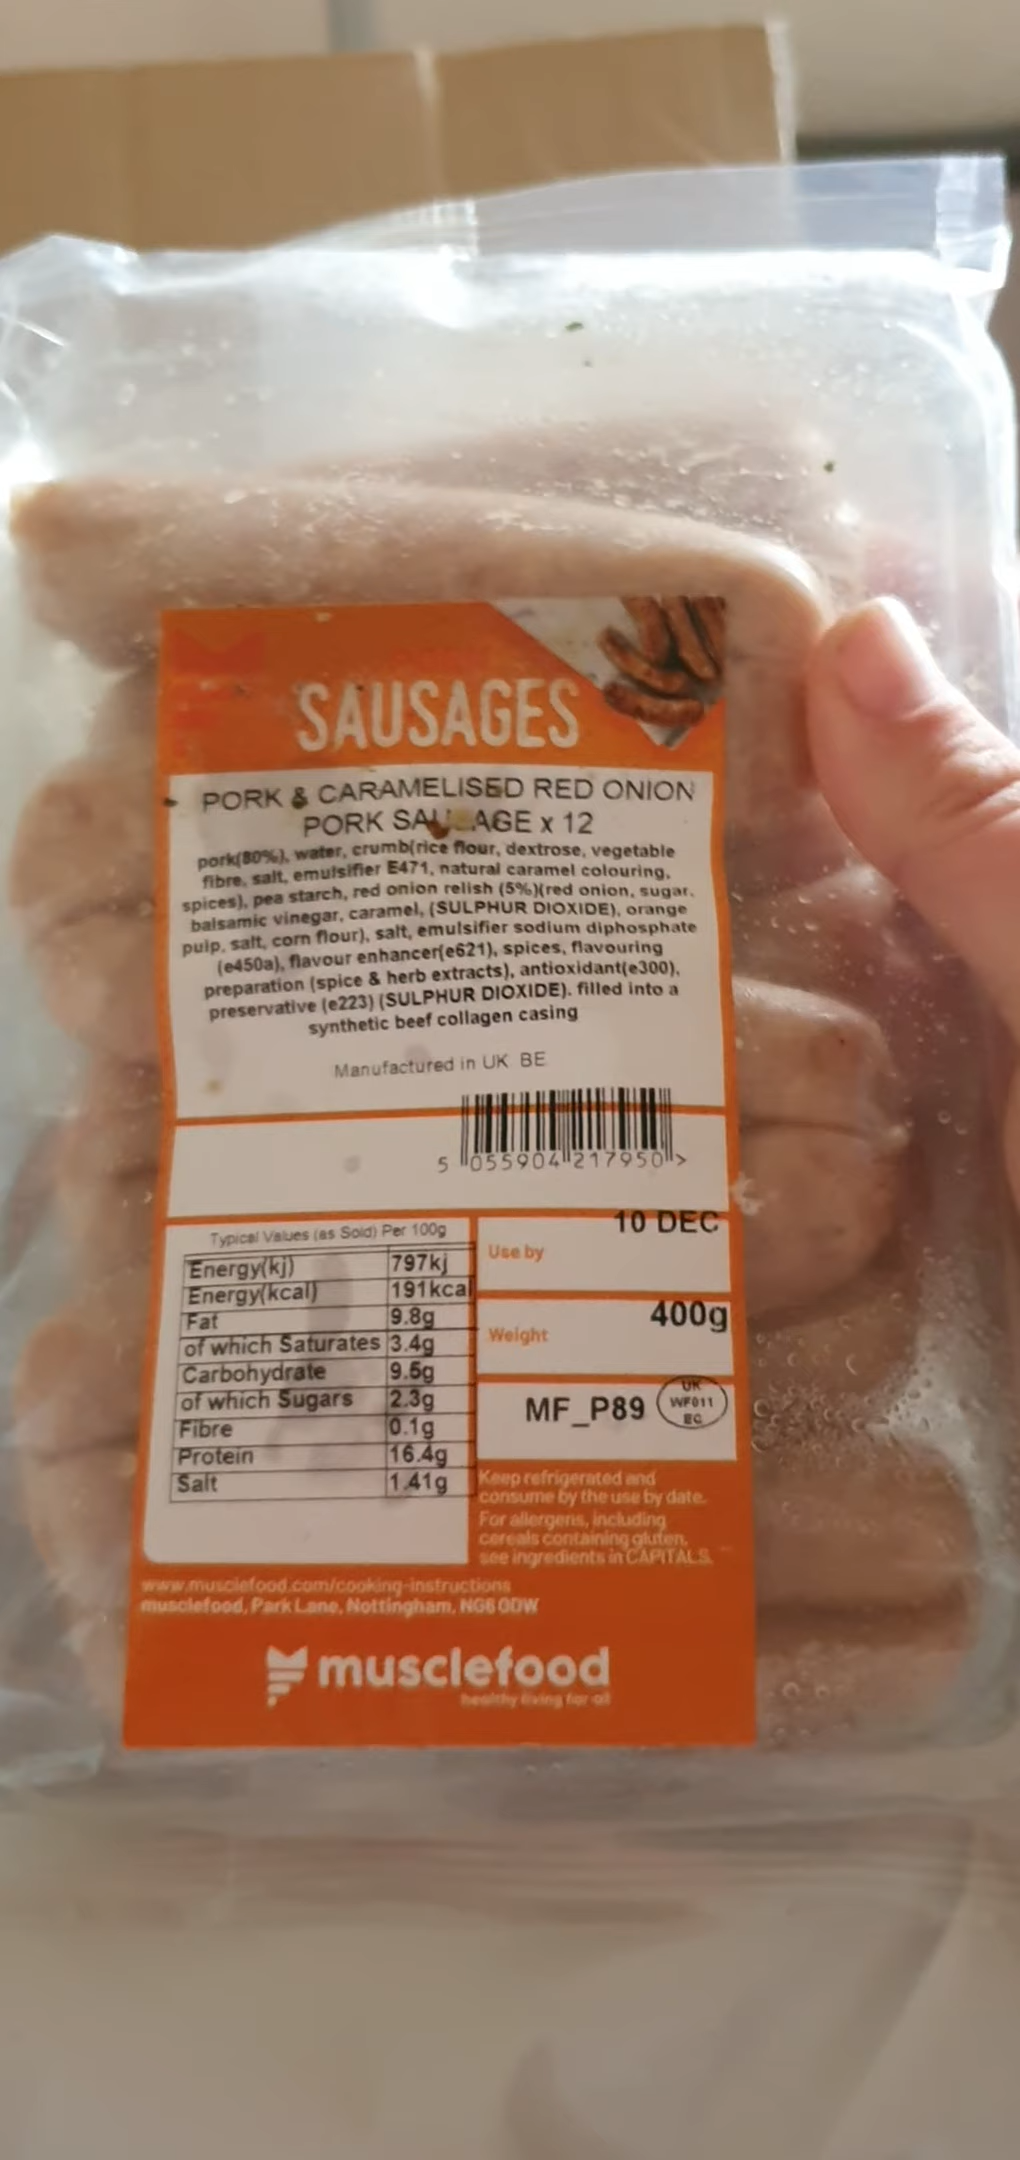 SAUSAGES
PORK & CARAMELISED RED ONION
PORK SAU AGE x 12
pork(80%), water, crumb(rice flour, dextrose, vegetable
fibre, salt, emulsifier E471, natural caramel colouring,
spices), pea starch, red onion relish (5%)(red onion, sugar,
balsamic vinegar, caramel, (SULPHUR DIOXIDE), orange
pulp, salt, corn flour), salt, emulsifier sodium diphosphate
(e450a), flavour enhancer(e621), spices, flavouring
preparation (spice & herb extracts), antioxidant(e300),
preservative (e223) (SULPHUR DIOXIDE). filled into a
synthetic beef collagen casing
Manufactured in UK BE
5 055904 217950 >
Typical Values (as Sold) Per 100g
Energy(kj) 797kj
Energy(kcal) 191kcal
Fat 9.8g
of which Saturates 3.4g
Carbohydrate 9.5g
of which Sugars 2.3g
Fibre 0.1g
Protein 16.4g
Salt 1.41g
10 DEC
Use by
400g
Weight
MF_P89
UK
WF011
EC
Keep refrigerated and
consume by the use by date.
For allergens, including
cereals containing gluten,
see ingredients in CAPITALS.
www.musclefood.com/cooking-instructions
musclefood, Park Lane, Nottingham, NG6 0DW
musclefood
healthy living for all